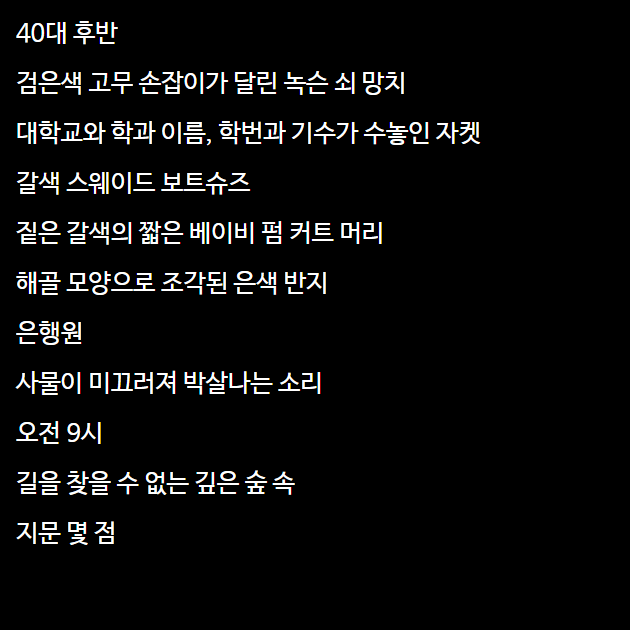 40대 후반
검은색 고무 손잡이가 달린 녹슨 쇠 망치
대학교와 학과 이름, 학번과 기수가 수놓인 자켓
갈색 스웨이드 보트슈즈
짙은 갈색의 짧은 베이비 펌 커트 머리
해골 모양으로 조각된 은색 반지
은행원
사물이 미끄러져 박살나는 소리
오전 9시
길을 찾을 수 없는 깊은 숲 속
지문 몇 점